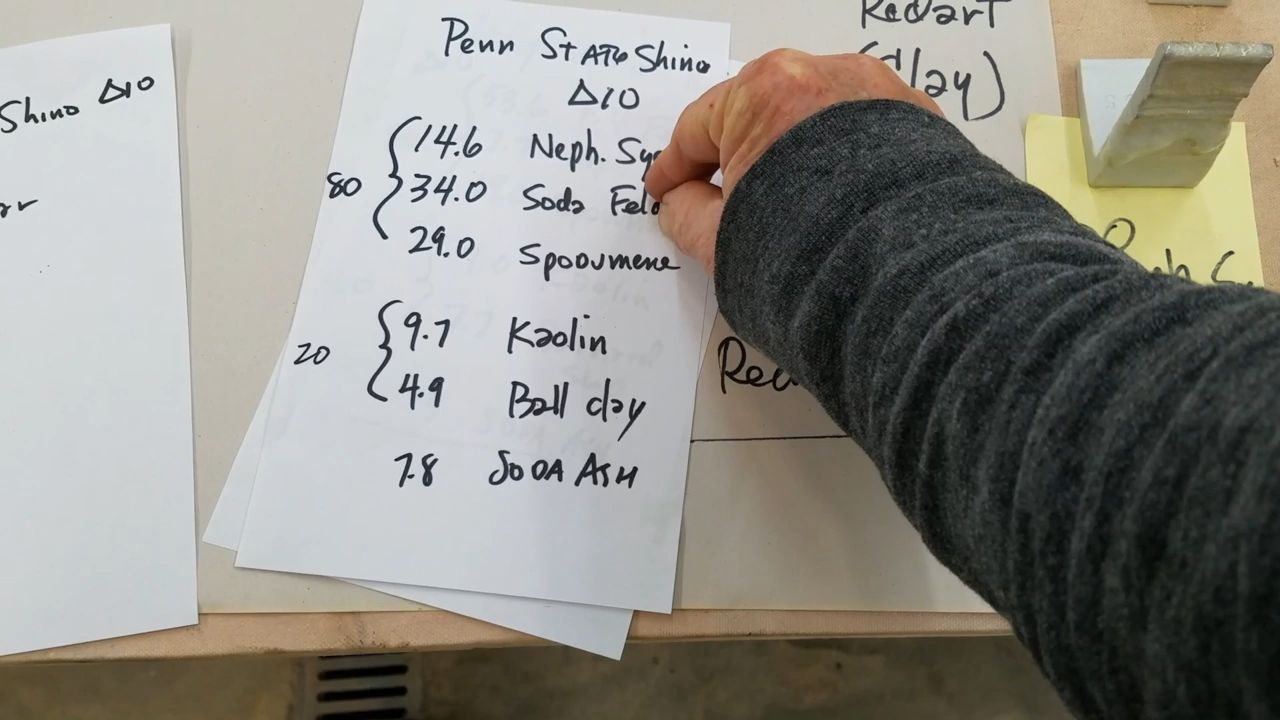 Shino Δ10
Penn State Shino
Δ10
80 { 14.6 Neph. Sy
34.0 Soda Feld
29.0 Spodumene
20 { 9.7 Kaolin
4.9 Ball clay
7.8 SODA ASH
Redart
(Clay)